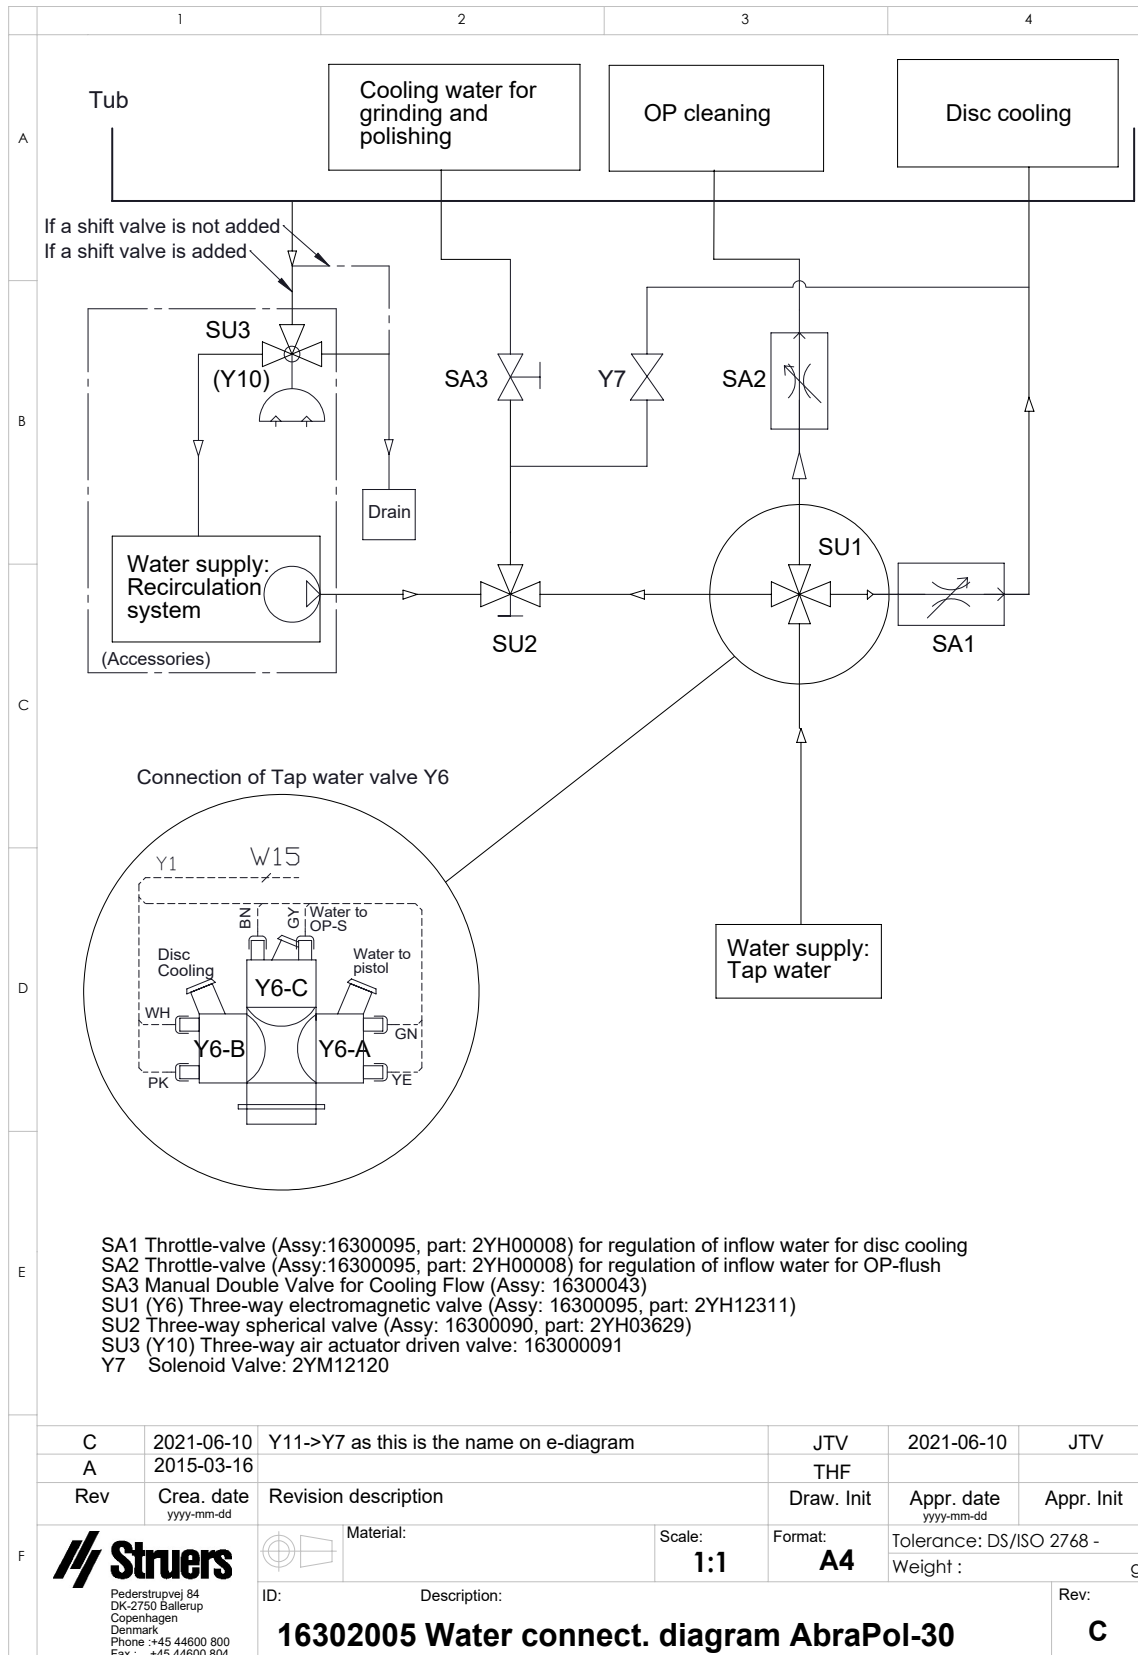 1 2 3 4
A
B
C
D
E
F
Tub
Cooling water for
grinding and
polishing
OP cleaning
Disc cooling
If a shift valve is not added
If a shift valve is added
SU3
(Y10)
SA3
Y7
SA2
Drain
SU1
Water supply:
Recirculation
system
(Accessories)
SU2
SA1
Connection of Tap water valve Y6
Y1
W15
BN
GY
Water to
OP-S
Disc
Cooling
Water to
pistol
Y6-C
WH
GN
Y6-B
Y6-A
PK
YE
Water supply:
Tap water
SA1 Throttle-valve (Assy:16300095, part: 2YH00008) for regulation of inflow water for disc cooling
SA2 Throttle-valve (Assy:16300095, part: 2YH00008) for regulation of inflow water for OP-flush
SA3 Manual Double Valve for Cooling Flow (Assy: 16300043)
SU1 (Y6) Three-way electromagnetic valve (Assy: 16300095, part: 2YH12311)
SU2 Three-way spherical valve (Assy: 16300090, part: 2YH03629)
SU3 (Y10) Three-way air actuator driven valve: 163000091
Y7 Solenoid Valve: 2YM12120
C 2021-06-10 Y11->Y7 as this is the name on e-diagram JTV 2021-06-10 JTV
A 2015-03-16 THF
Rev Crea. date Revision description Draw. Init Appr. date Appr. Init
yyyy-mm-dd yyyy-mm-dd
Struers
Pederstrupvej 84
DK-2750 Ballerup
Copenhagen
Denmark
Phone :+45 44600 800
Fax : +45 44600 804
Material:
Scale:
1:1
Format:
A4
Tolerance: DS/ISO 2768 -
Weight : g
ID: Description:
16302005 Water connect. diagram AbraPol-30
Rev:
C